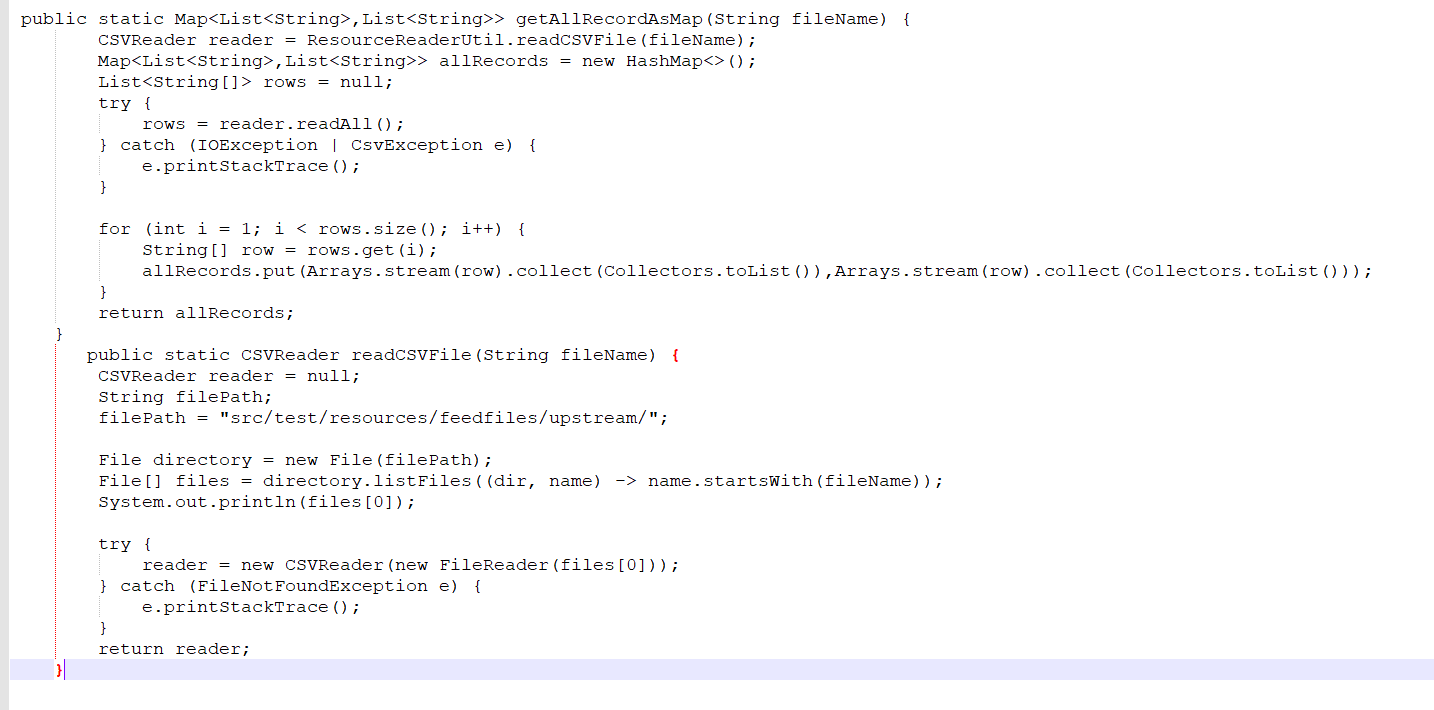 public static Map<List<String>,List<String>> getAllRecordAsMap(String fileName) {
CSVReader reader = ResourceReaderUtil.readCSVFile(fileName);
Map<List<String>,List<String>> allRecords = new HashMap<>();
List<String[]> rows = null;
try {
rows = reader.readAll();
} catch (IOException | CsvException e) {
e.printStackTrace();
}
for (int i = 1; i < rows.size(); i++) {
String[] row = rows.get(i);
allRecords.put(Arrays.stream(row).collect(Collectors.toList()),Arrays.stream(row).collect(Collectors.toList()));
}
return allRecords;
}
public static CSVReader readCSVFile(String fileName) {
CSVReader reader = null;
String filePath;
filePath = "src/test/resources/feedfiles/upstream/";
File directory = new File(filePath);
File[] files = directory.listFiles((dir, name) -> name.startsWith(fileName));
System.out.println(files[0]);
try {
reader = new CSVReader(new FileReader(files[0]));
} catch (FileNotFoundException e) {
e.printStackTrace();
}
return reader;
}